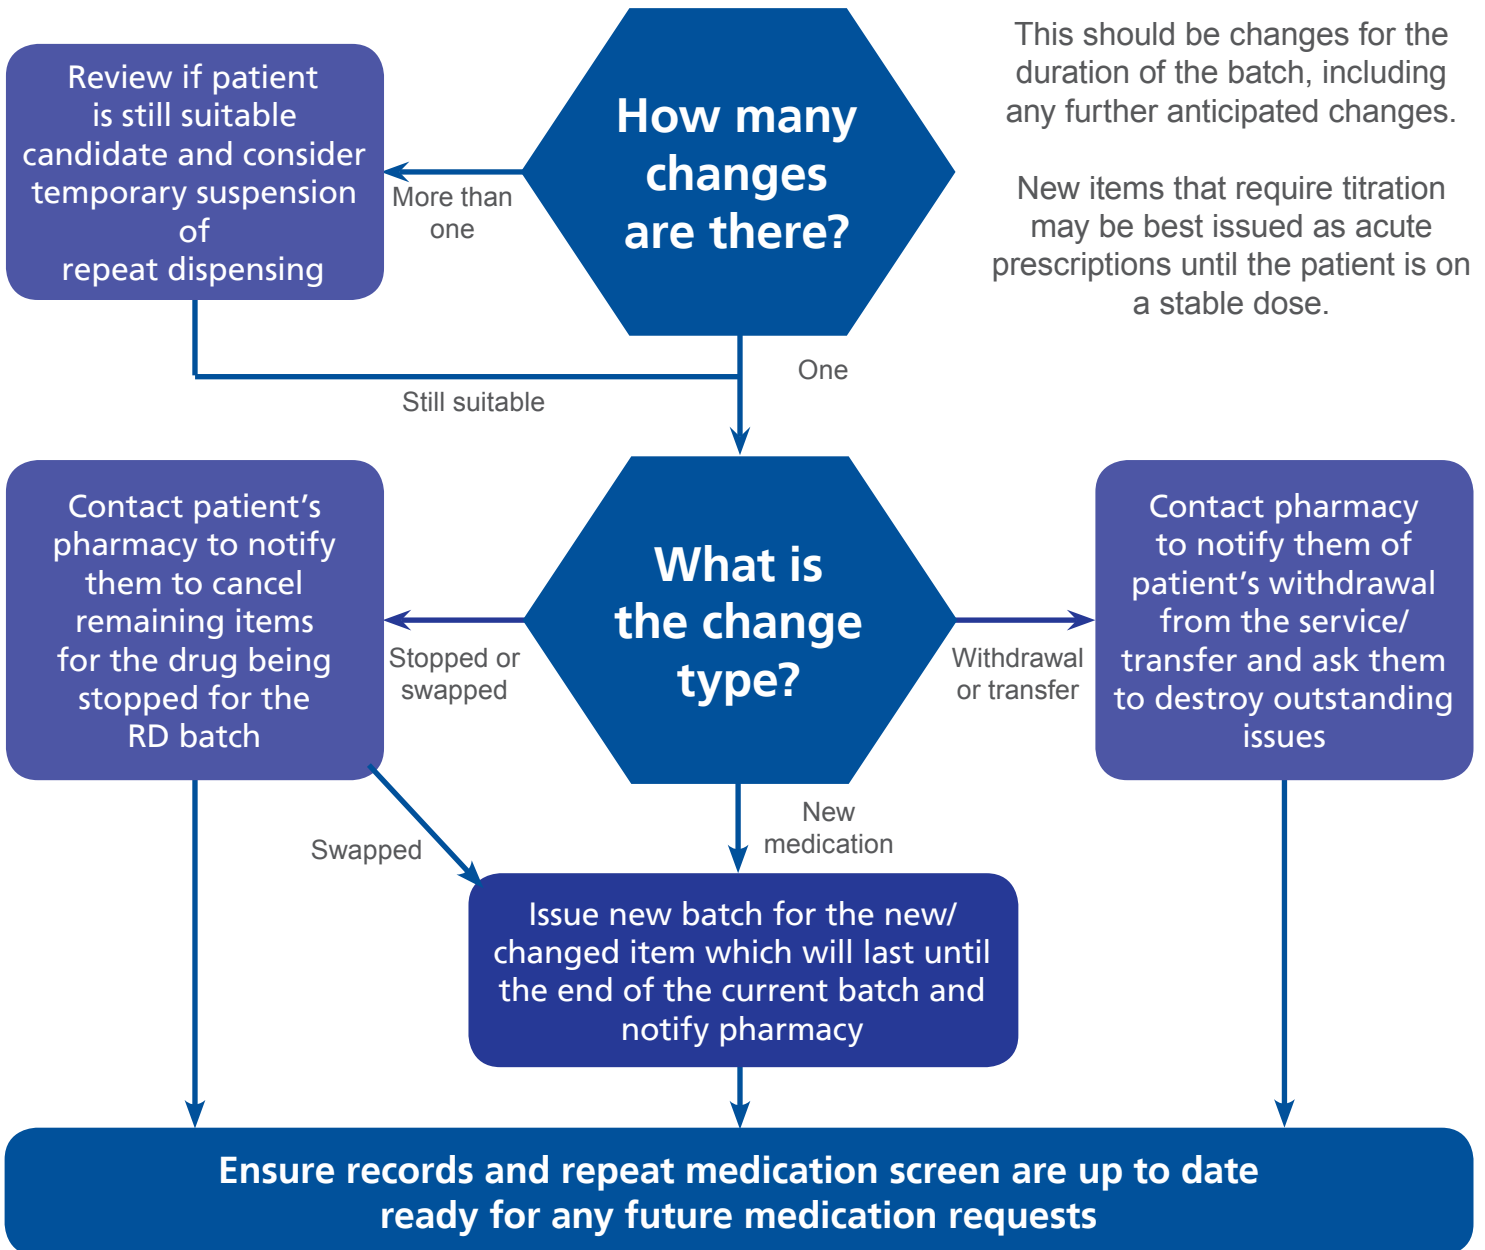 This should be changes for the
duration of the batch, including
any further anticipated changes.
New items that require titration
may be best issued as acute
prescriptions until the patient is on
a stable dose.
How many
changes
are there?
More than
one
Review if patient
is still suitable
candidate and consider
temporary suspension
of
repeat dispensing
One
Still suitable
What is
the change
type?
Stopped or
swapped
Contact patient’s
pharmacy to notify
them to cancel
remaining items
for the drug being
stopped for the
RD batch
Withdrawal
or transfer
Contact pharmacy
to notify them of
patient’s withdrawal
from the service/
transfer and ask them
to destroy outstanding
issues
Swapped
New
medication
Issue new batch for the new/
changed item which will last until
the end of the current batch and
notify pharmacy
Ensure records and repeat medication screen are up to date
ready for any future medication requests